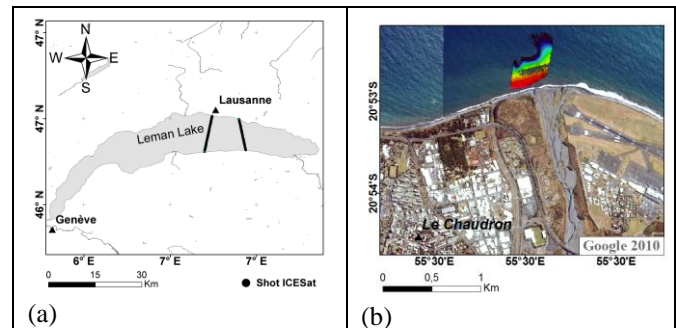 47° N
N
W E
S
47° N
Lausanne
Leman Lake
46° N
Genève
6° E
7° E
7° E
0 15 30
Km
Shot ICESat
(a)
20°53'S
20°54'S
Le Chaudron
Google 2010
55°30'E
55°30'E
55°30'E
0 0,5 1
Km
(b)